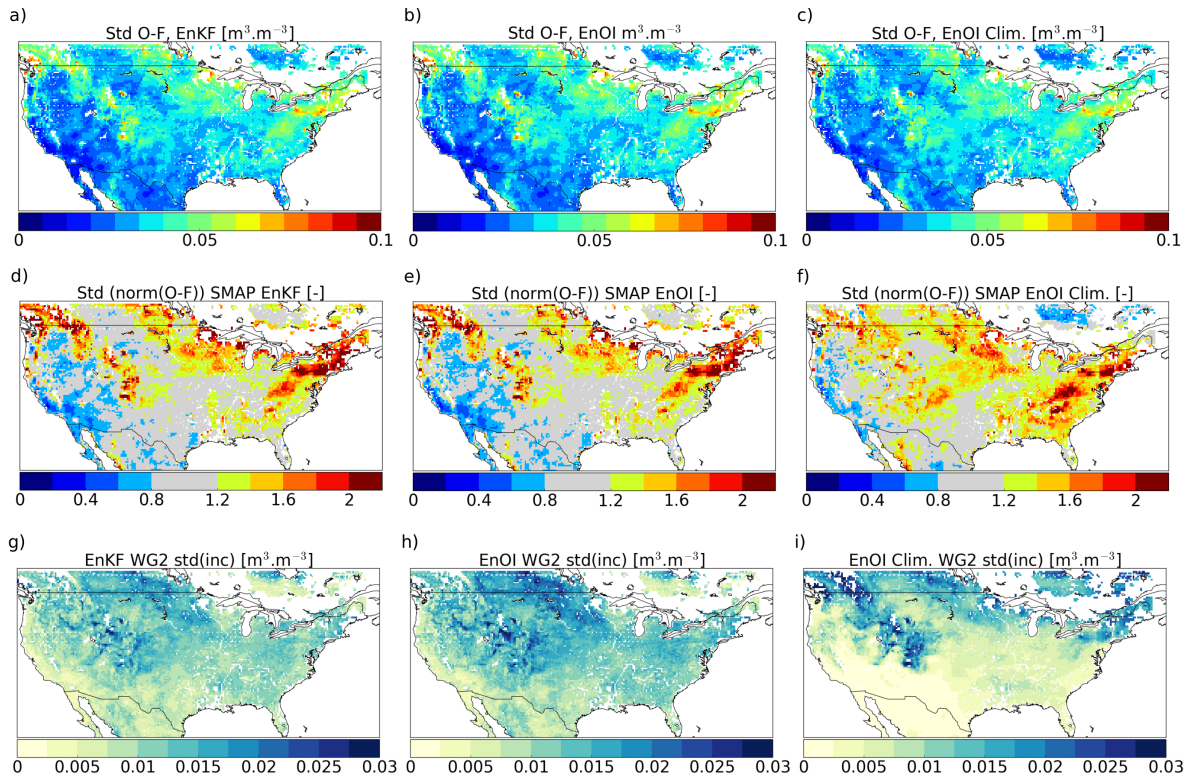 a) b) c)
Std O-F, EnKF [m³.m⁻³] Std O-F, EnOI m³.m⁻³ Std O-F, EnOI Clim. [m³.m⁻³]
0 0.05 0.1 0 0.05 0.1 0 0.05 0.1
d) e) f)
Std (norm(O-F)) SMAP EnKF [-] Std (norm(O-F)) SMAP EnOI [-] Std (norm(O-F)) SMAP EnOI Clim. [-]
0 0.4 0.8 1.2 1.6 2 0 0.4 0.8 1.2 1.6 2 0 0.4 0.8 1.2 1.6 2
g) h) i)
EnKF WG2 std(inc) [m³.m⁻³] EnOI WG2 std(inc) [m³.m⁻³] EnOI Clim. WG2 std(inc) [m³.m⁻³]
0 0.005 0.01 0.015 0.02 0.025 0.03 0 0.005 0.01 0.015 0.02 0.025 0.03 0 0.005 0.01 0.015 0.02 0.025 0.03